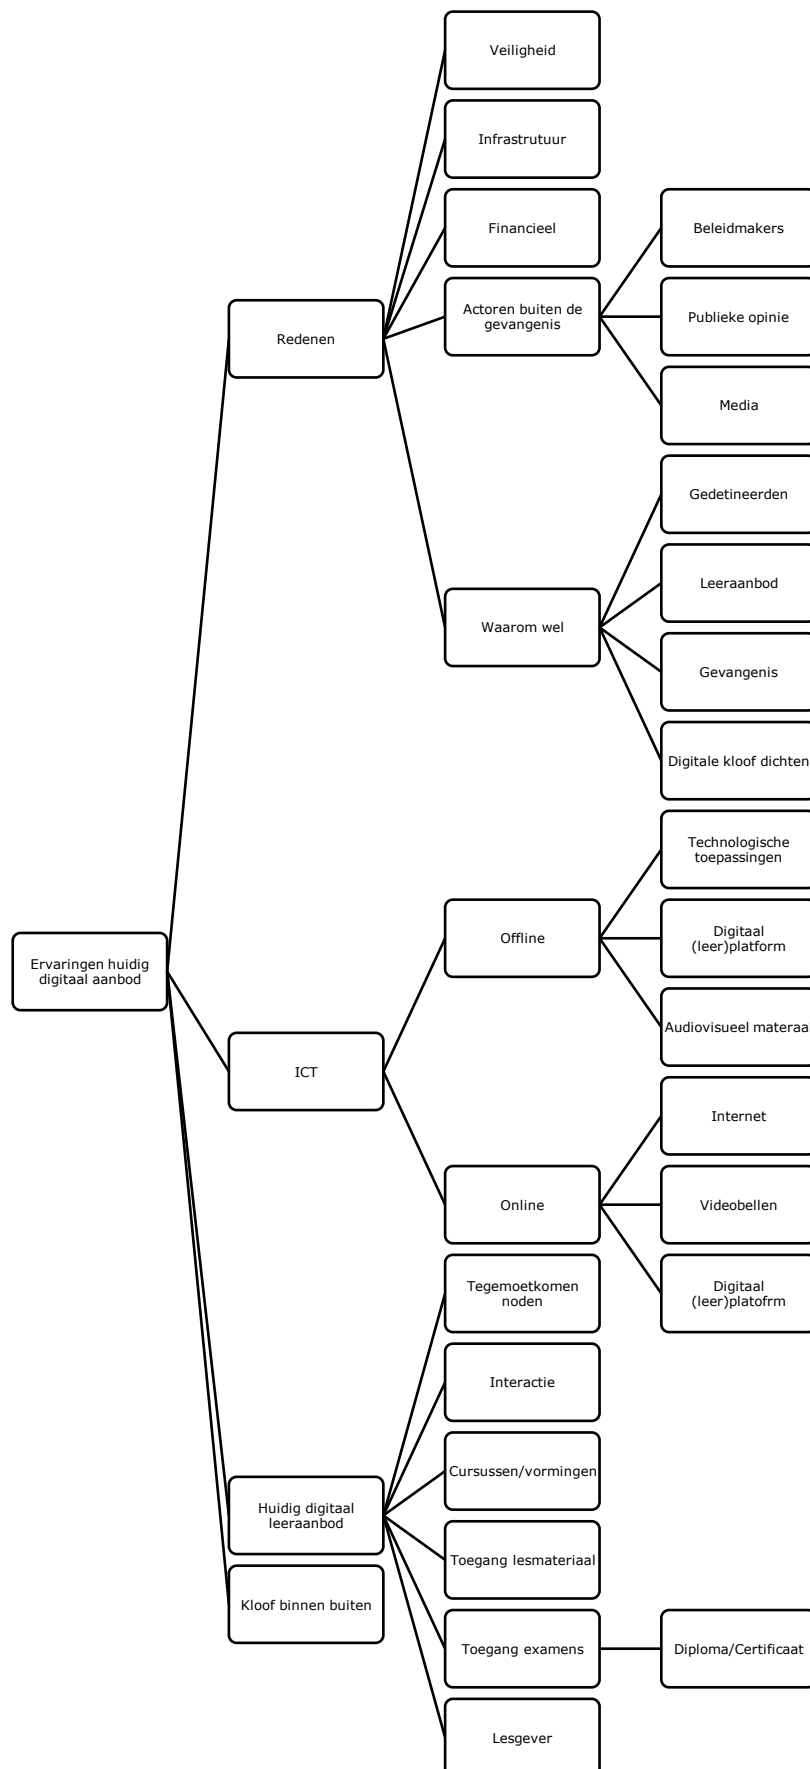 Veiligheid
Infrastrutuur
Financieel
Beleidmakers
Actoren buiten de
gevangenis
Publieke opinie
Redenen
Media
Gedetineerden
Leeraanbod
Waarom wel
Gevangenis
Digitale kloof dichten
Technologische
toepassingen
Offline
Digitaal
(leer)platform
Ervaringen huidig
digitaal aanbod
Audiovisueel materaa
ICT
Internet
Online
Videobellen
Tegemoetkomen
noden
Digitaal
(leer)platofrm
Interactie
Cursussen/vormingen
Huidig digitaal
leeraanbod
Toegang lesmateriaal
Kloof binnen buiten
Toegang examens
Diploma/Certificaat
Lesgever